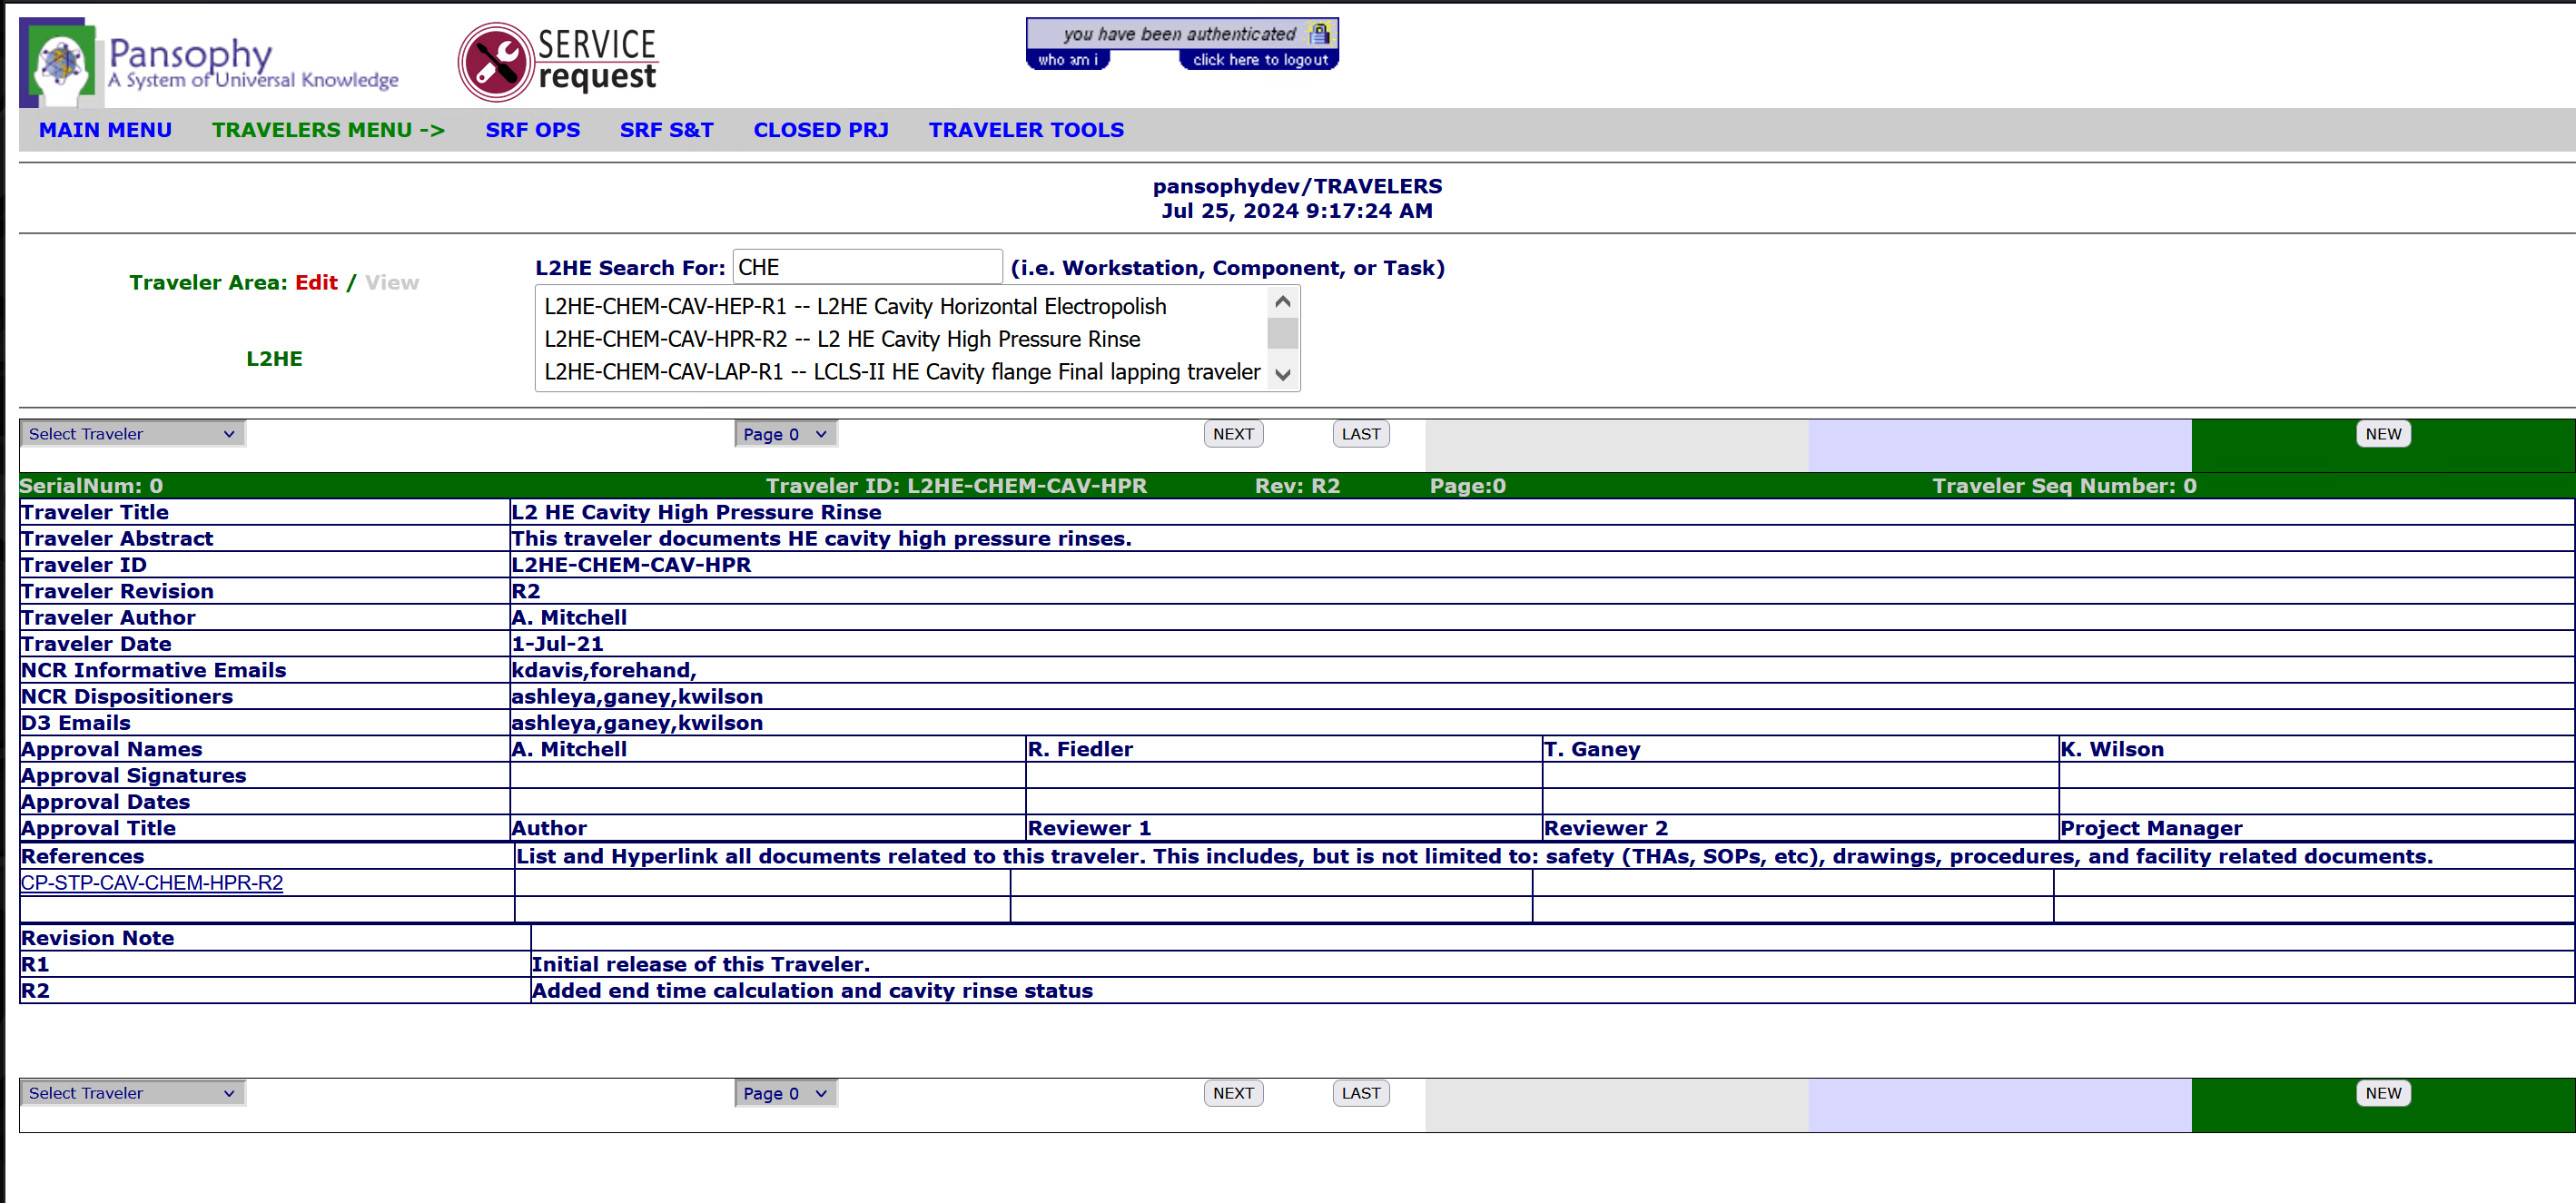 Pansophy
A System of Universal Knowledge
SERVICE
request
you have been authenticated
who am i
click here to logout
MAIN MENU TRAVELERS MENU -> SRF OPS SRF S&T CLOSED PRJ TRAVELER TOOLS
pansophydev/TRAVELERS
Jul 25, 2024 9:17:24 AM
Traveler Area: Edit / View
L2HE
L2HE Search For: CHE (i.e. Workstation, Component, or Task)
L2HE-CHEM-CAV-HEP-R1 -- L2HE Cavity Horizontal Electropolish
L2HE-CHEM-CAV-HPR-R2 -- L2 HE Cavity High Pressure Rinse
L2HE-CHEM-CAV-LAP-R1 -- LCLS-II HE Cavity flange Final lapping traveler
Select Traveler Page 0 NEXT LAST NEW
SerialNum: 0 Traveler ID: L2HE-CHEM-CAV-HPR Rev: R2 Page:0 Traveler Seq Number: 0
Traveler Title L2 HE Cavity High Pressure Rinse
Traveler Abstract This traveler documents HE cavity high pressure rinses.
Traveler ID L2HE-CHEM-CAV-HPR
Traveler Revision R2
Traveler Author A. Mitchell
Traveler Date 1-Jul-21
NCR Informative Emails kdavis,forehand,
NCR Dispositioners ashleya,ganey,kwilson
D3 Emails ashleya,ganey,kwilson
Approval Names A. Mitchell R. Fiedler T. Ganey K. Wilson
Approval Signatures
Approval Dates
Approval Title Author Reviewer 1 Reviewer 2 Project Manager
References List and Hyperlink all documents related to this traveler. This includes, but is not limited to: safety (THAs, SOPs, etc), drawings, procedures, and facility related documents.
CP-STP-CAV-CHEM-HPR-R2
Revision Note
R1 Initial release of this Traveler.
R2 Added end time calculation and cavity rinse status
Select Traveler Page 0 NEXT LAST NEW